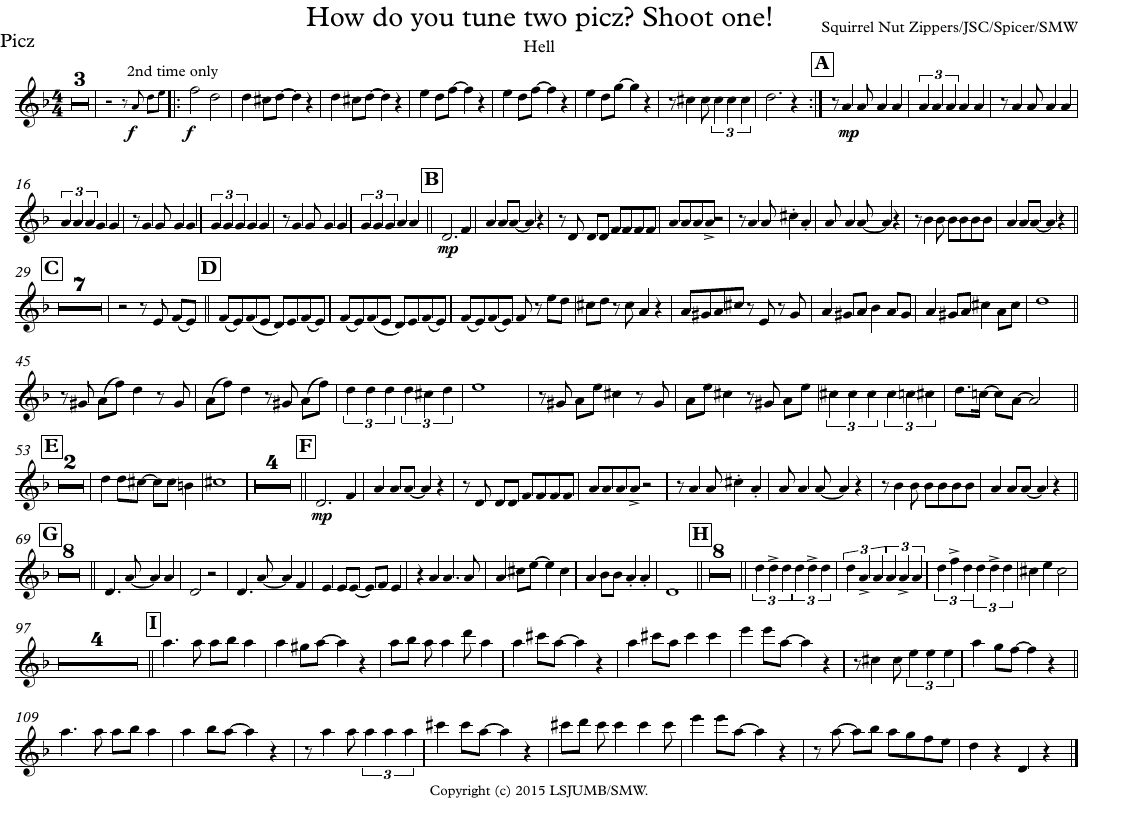 How do you tune two picz? Shoot one!
Squirrel Nut Zippers/JSC/Spicer/SMW
Picz
Hell
3
2nd time only
A
3
f
f
3
mp
16
3
3
3
B
mp
29
C
7
D
45
3
3
3
3
53
E
2
4
F
mp
69
G
8
H
8
3
3
3
3
3
3
97
4
I
3
109
3
Copyright (c) 2015 LSJUMB/SMW.